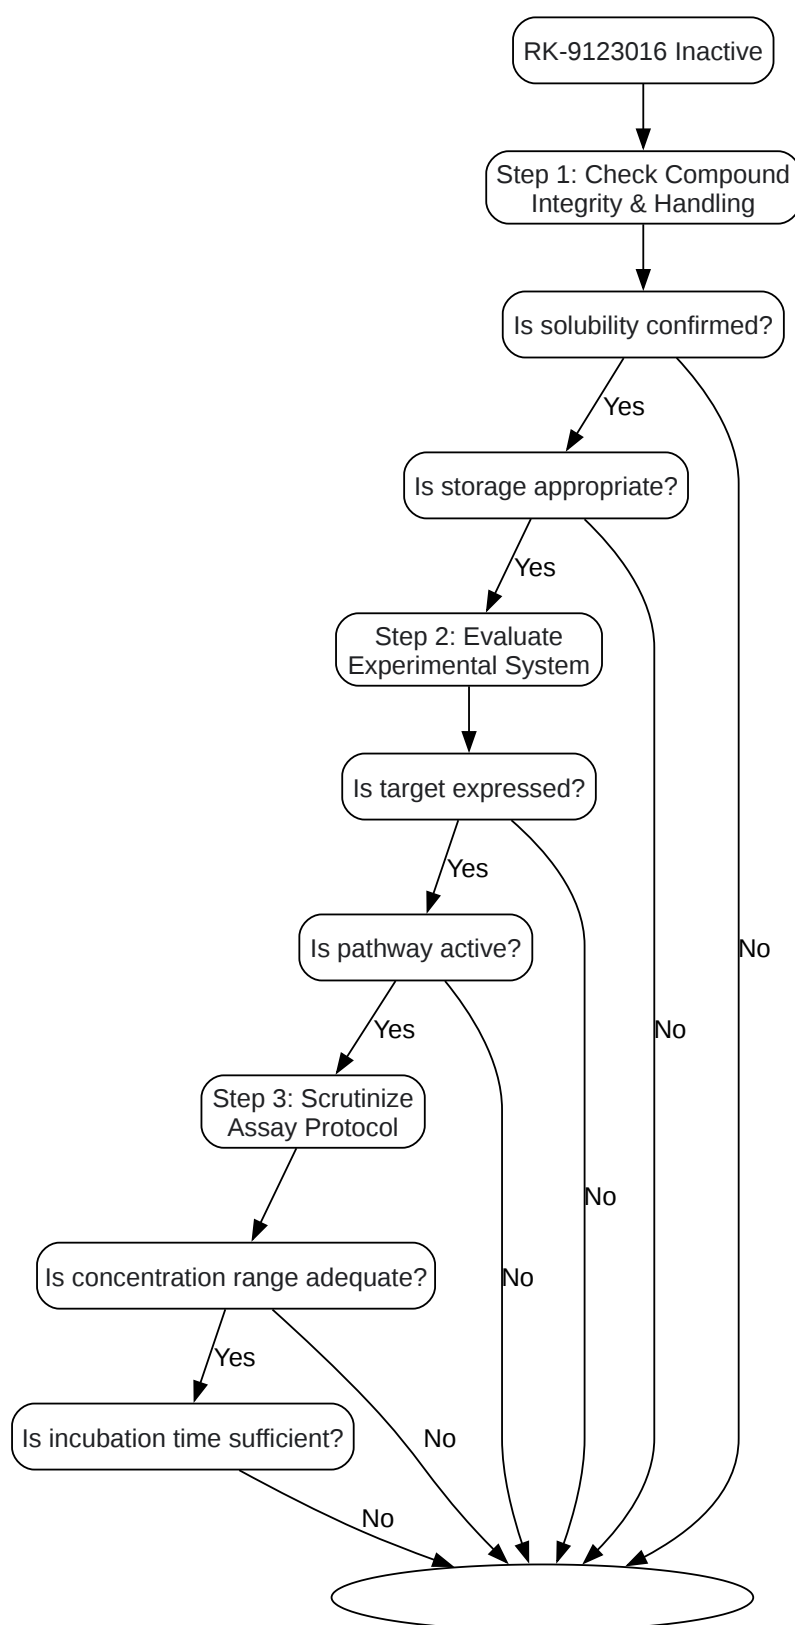 RK-9123016 Inactive
Step 1: Check Compound
Integrity & Handling
Is solubility confirmed?
Yes
Is storage appropriate?
Yes
Step 2: Evaluate
Experimental System
Is target expressed?
Yes
Is pathway active?
No
Yes
No
Step 3: Scrutinize
Assay Protocol
No
Is concentration range adequate?
No
Yes
Is incubation time sufficient?
No
No